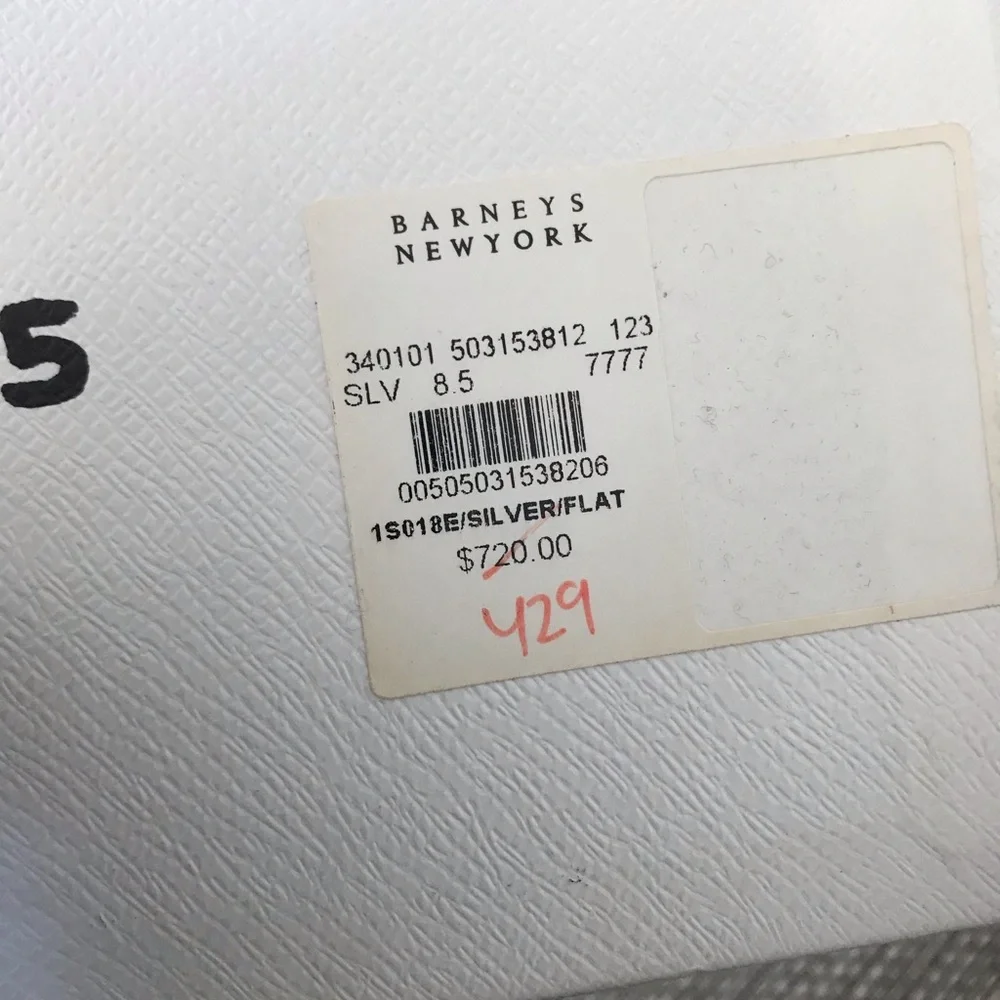 5
BARNEYS
NEWYORK
340101 503153812 123
SLV 8.5 7777
00505031538206
1S018E/SILVER/FLAT
$720.00
429